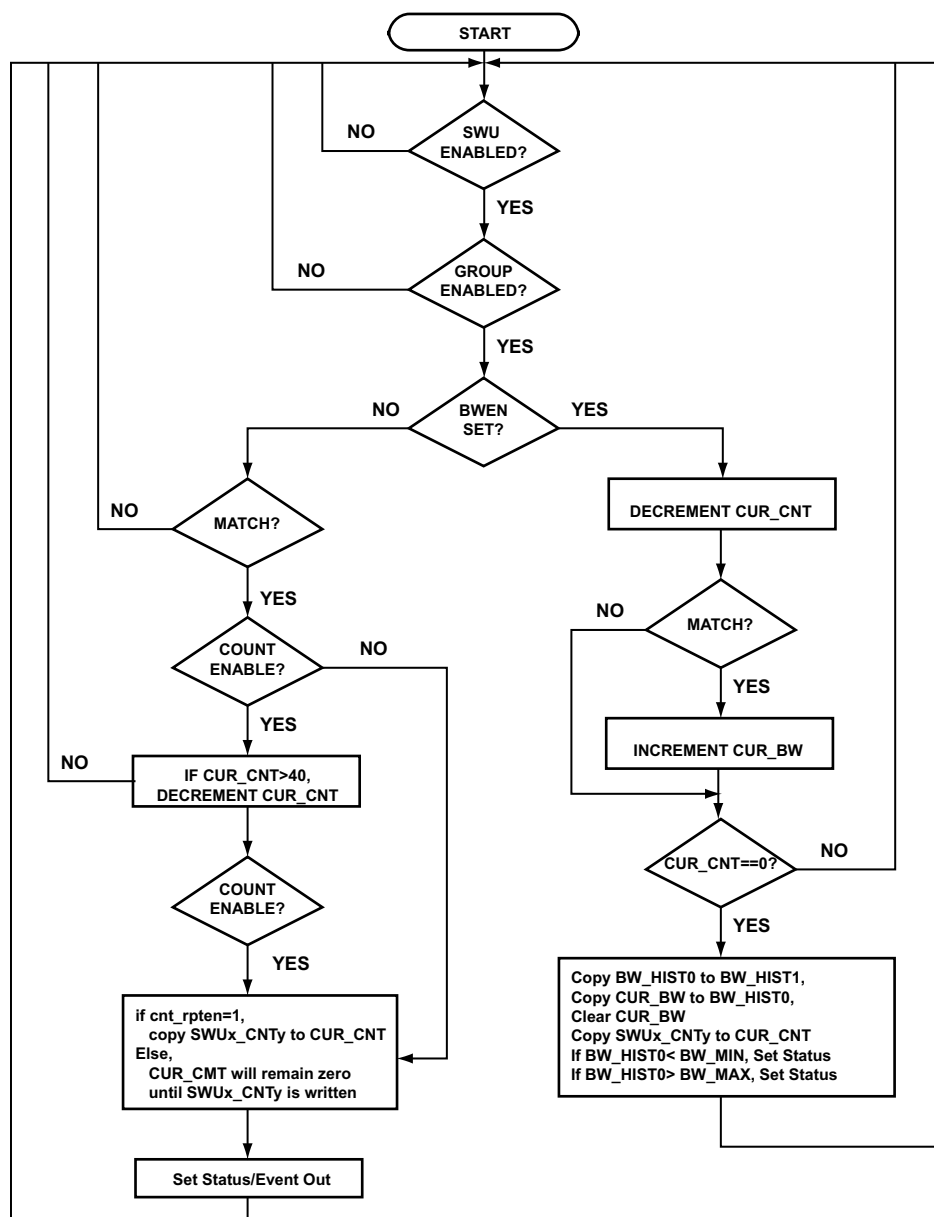 START
NO
SWU
ENABLED?
YES
NO
GROUP
ENABLED?
YES
NO
BWEN
SET?
YES
NO
MATCH?
YES
COUNT
ENABLE?
NO
YES
NO
IF CUR_CNT>40,
DECREMENT CUR_CNT
COUNT
ENABLE?
YES
if cnt_rpten=1,
copy SWUx_CNTy to CUR_CNT
Else,
CUR_CMT will remain zero
until SWUx_CNTy is written
Set Status/Event Out
DECREMENT CUR_CNT
NO
MATCH?
YES
INCREMENT CUR_BW
CUR_CNT==0?
NO
YES
Copy BW_HIST0 to BW_HIST1,
Copy CUR_BW to BW_HIST0,
Clear CUR_BW
Copy SWUx_CNTy to CUR_CNT
If BW_HIST0< BW_MIN, Set Status
If BW_HIST0> BW_MAX, Set Status